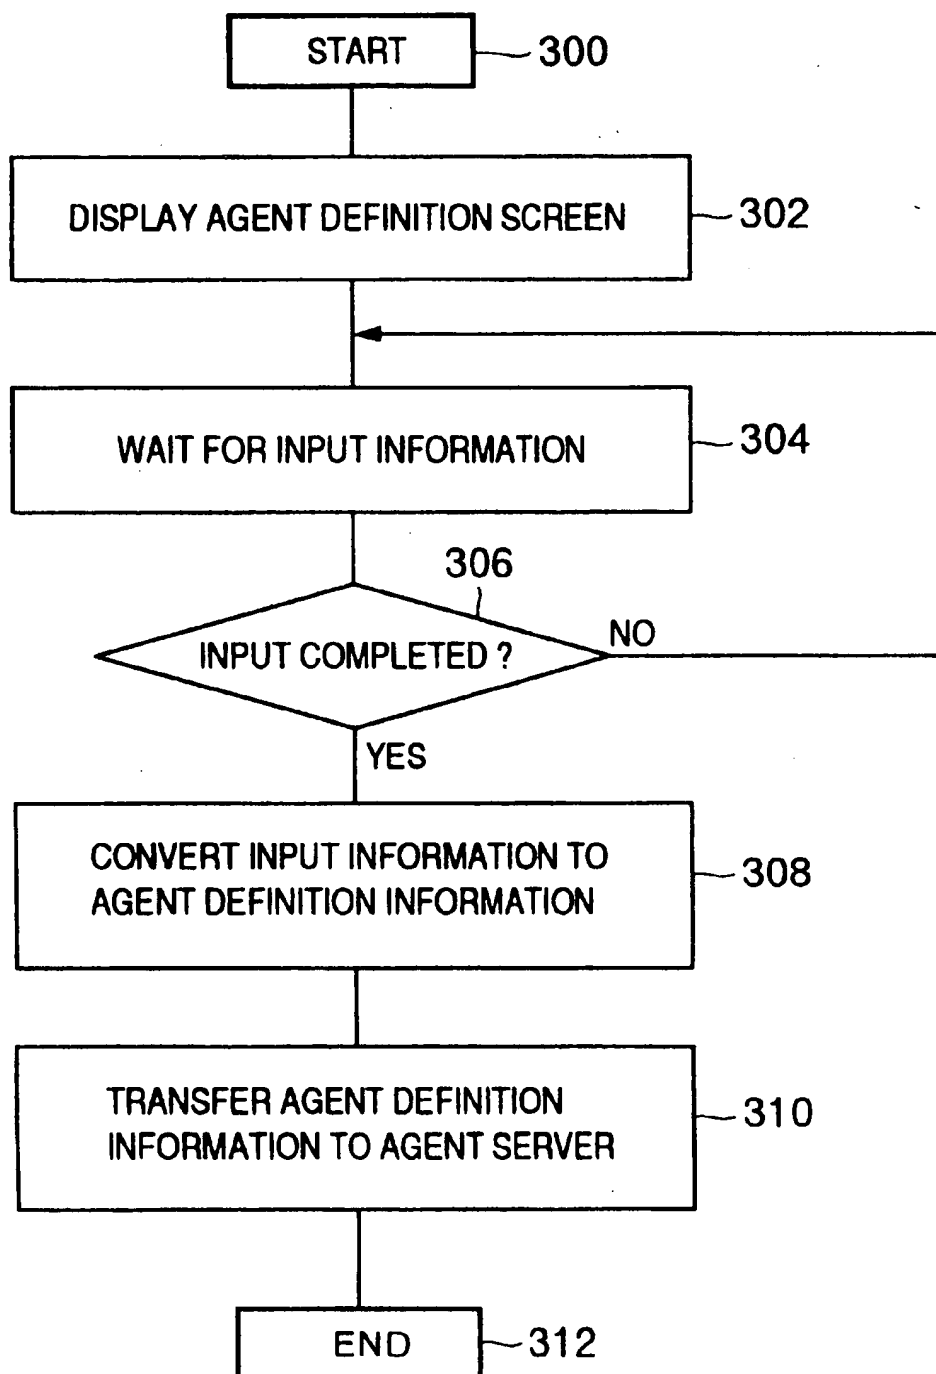 START
300
DISPLAY AGENT DEFINITION SCREEN
302
WAIT FOR INPUT INFORMATION
304
306
INPUT COMPLETED ?
NO
YES
CONVERT INPUT INFORMATION TO
AGENT DEFINITION INFORMATION
308
TRANSFER AGENT DEFINITION
INFORMATION TO AGENT SERVER
310
END
312